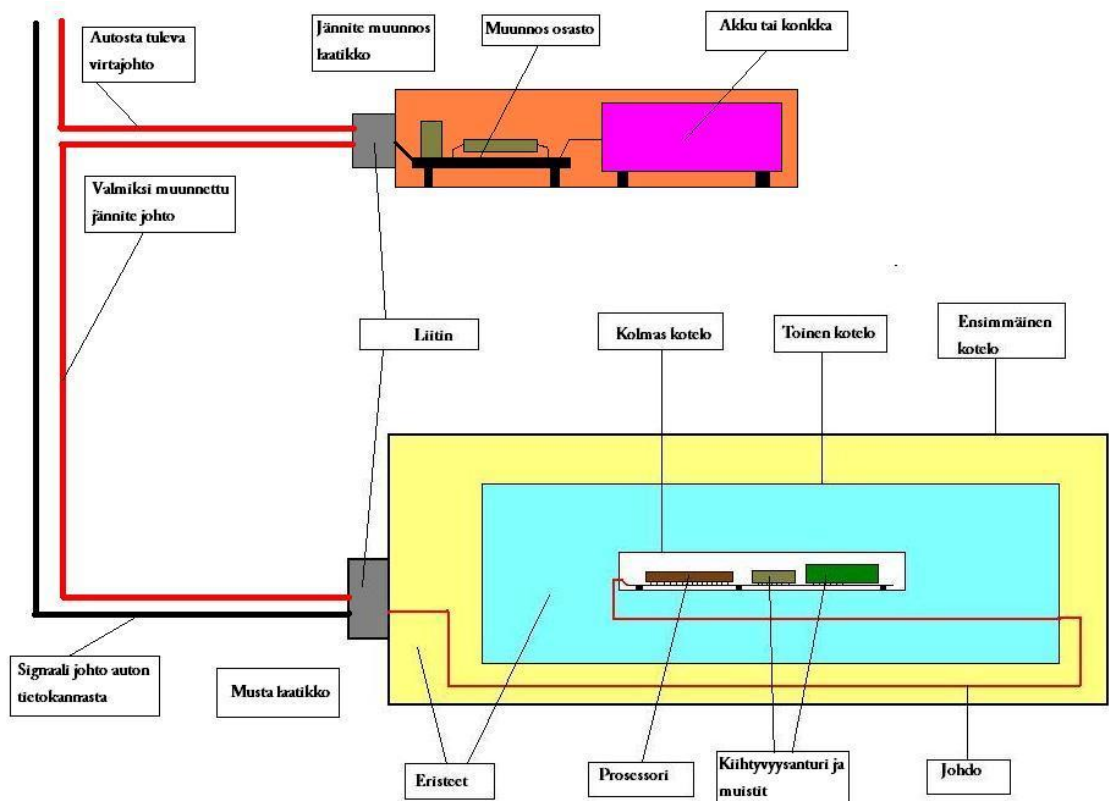 Autosta tuleva
virtajohto
Jännite muunnos
laatikko
Muunnos osasto
Akku tai konkka
Valmiksi muunnettu
jännite johto
Liitin
Kolmas kotelo
Toinen kotelo
Ensimmäinen
kotelo
Signaali johto auton
tietokannasta
Musta laatikko
Eristeet
Prosessori
Kiihtyvyysanturi ja
muistit
Johdo